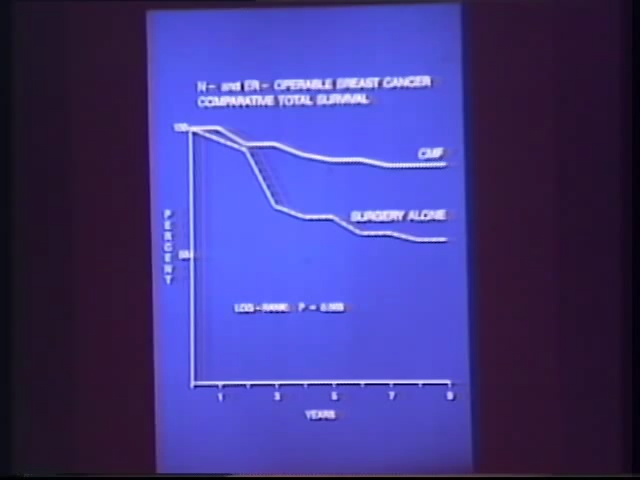 N- and ER- OPERABLE BREAST CANCER
COMPARATIVE TOTAL SURVIVAL
100
CMF
SURGERY ALONE
PERCENT
50
LOG-RANK: P =
1 3 5 7 9
YEARS